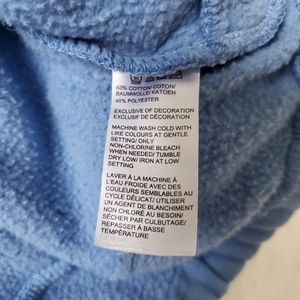 60% COTTON/ COTON/
BAUMWOLLE/ KATOEN
40% POLYESTER
EXCLUSIVE OF DECORATION
EXCLUSIF DE DÉCORATION
MACHINE WASH COLD WITH
LIKE COLOURS AT GENTLE
SETTING/ ONLY
NON-CHLORINE BLEACH
WHEN NEEDED/ TUMBLE
DRY LOW/ IRON AT LOW
SETTING
LAVER À LA MACHINE À
L'EAU FROIDE AVEC DES
COULEURS SEMBLABLES AU
CYCLE DÉLICAT/ UTILISER
UN AGENT DE BLANCHIMENT
NON CHLORÉ AU BESOIN/
SÉCHER PAR CULBUTAGE/
REPASSER À BASSE
TEMPÉRATURE